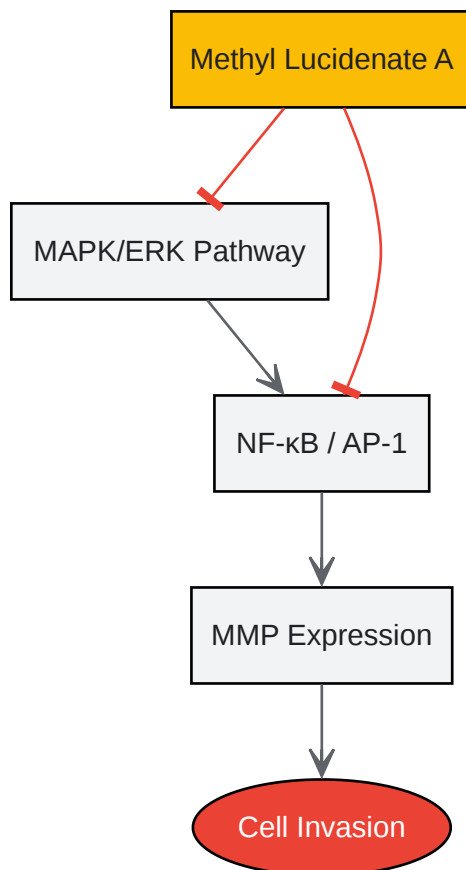 Methyl Lucidenate A
MAPK/ERK Pathway
NF-κB / AP-1
MMP Expression
Cell Invasion